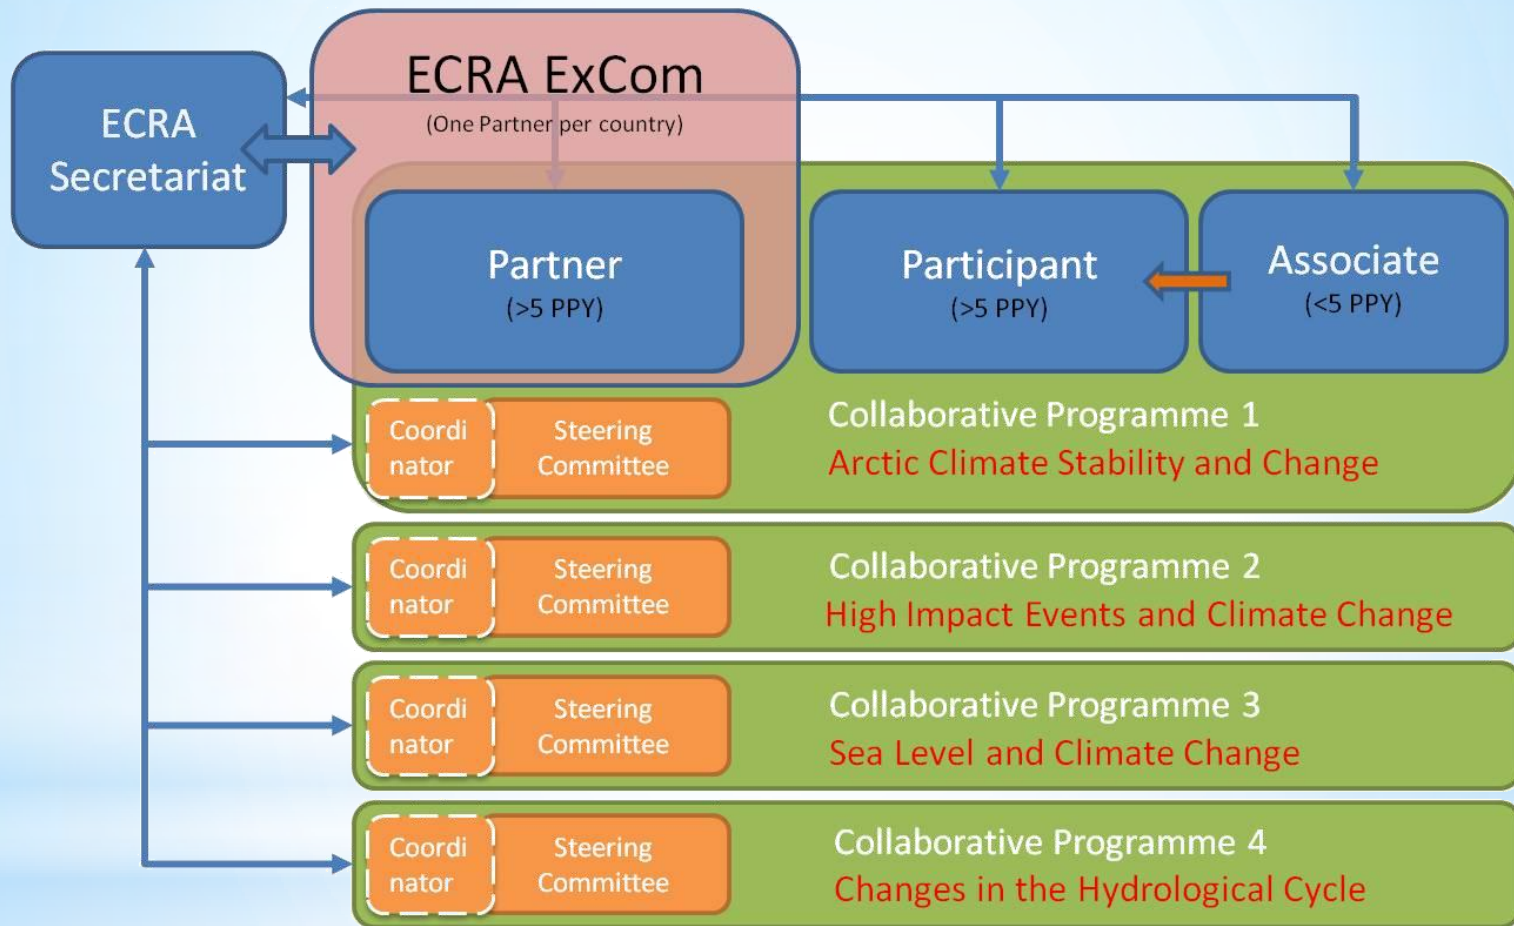 ECRA
Secretariat
ECRA ExCom
(One Partner per country)
Partner
(>5 PPY)
Participant
(>5 PPY)
Associate
(<5 PPY)
Coordi
nator
Steering
Committee
Collaborative Programme 1
Arctic Climate Stability and Change
Coordi
nator
Steering
Committee
Collaborative Programme 2
High Impact Events and Climate Change
Coordi
nator
Steering
Committee
Collaborative Programme 3
Sea Level and Climate Change
Coordi
nator
Steering
Committee
Collaborative Programme 4
Changes in the Hydrological Cycle